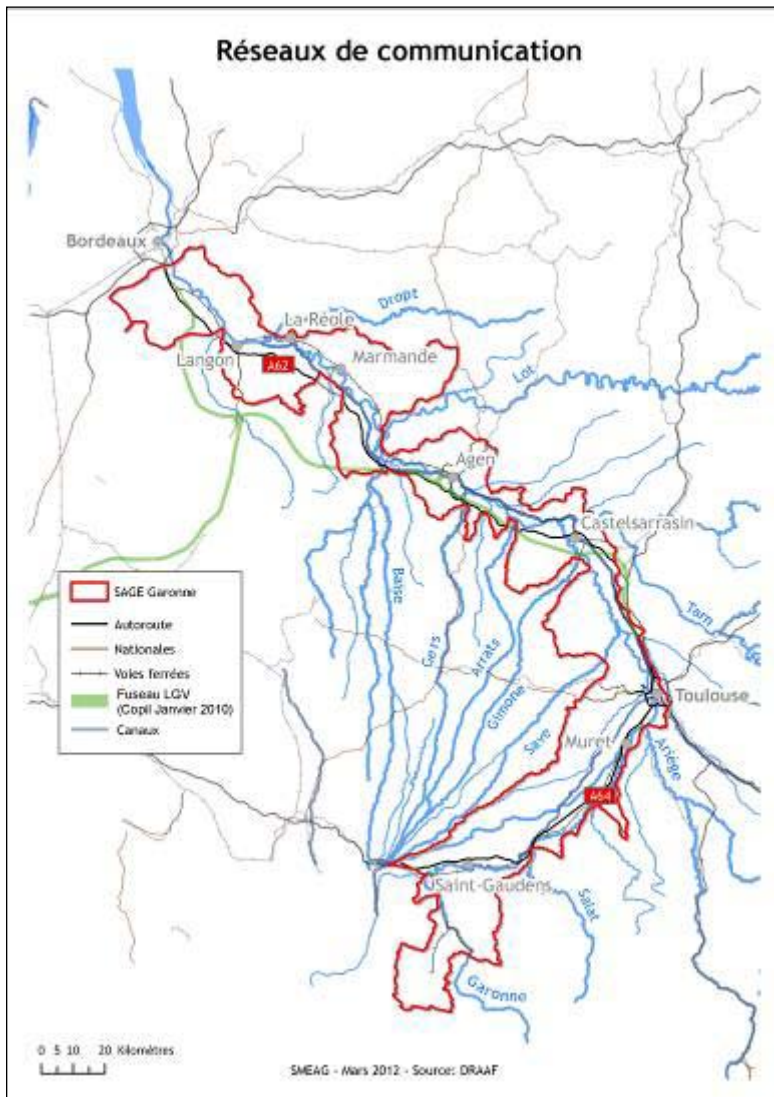 Réseaux de communication
Bordeaux
La-Réole
Dropt
Langon
A62
Marmande
Lot
Agen
Castelsarrasin
Baïse
Gers
Arrats
Gimone
Save
Tarn
Toulouse
Muret
Ariège
A64
Saint-Gaudens
Salat
Garonne
SAGE Garonne
Autoroute
Nationales
Voies ferrées
Fuseau LGV
(Copil Janvier 2010)
Canaux
0 5 10 20 Kilomètres
SMEAG - Mars 2012 - Source: DRAAF